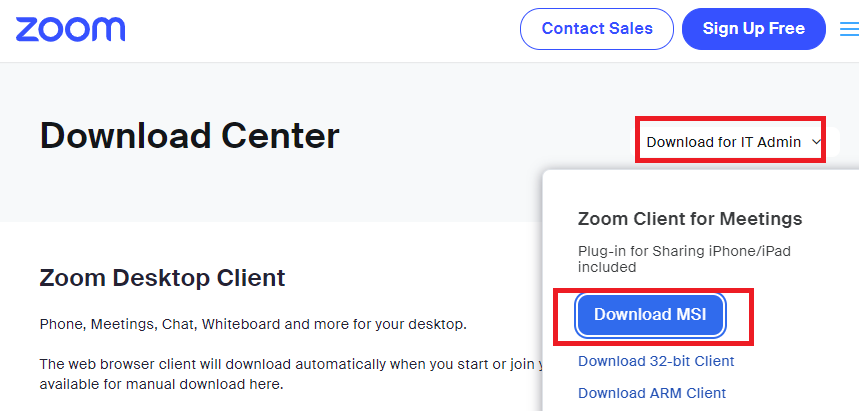 zoom
Contact Sales
Sign Up Free
Download Center
Download for IT Admin
Zoom Client for Meetings
Plug-in for Sharing iPhone/iPad
included
Download MSI
Download 32-bit Client
Download ARM Client
Zoom Desktop Client
Phone, Meetings, Chat, Whiteboard and more for your desktop.
The web browser client will download automatically when you start or join
available for manual download here.